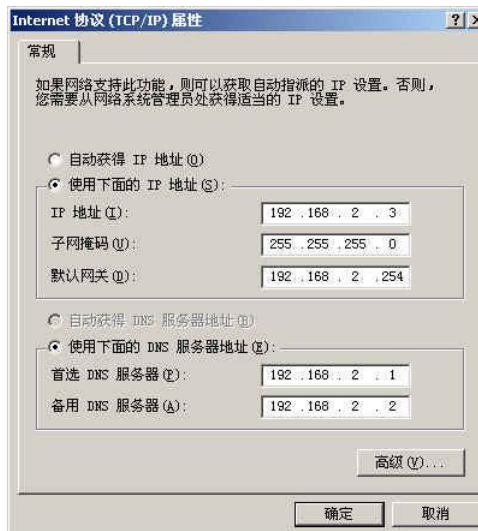 Internet 协议 (TCP/IP) 属性
常规
如果网络支持此功能，则可以获取自动指派的 IP 设置。否则，
您需要从网络系统管理员处获得适当的 IP 设置。
自动获得 IP 地址(O)
使用下面的 IP 地址(S):
IP 地址(I): 192 .168 . 2 . 3
子网掩码(U): 255 .255 .255 . 0
默认网关(D): 192 .168 . 2 .254
自动获得 DNS 服务器地址(B)
使用下面的 DNS 服务器地址(E):
首选 DNS 服务器(P): 192 .168 . 2 . 1
备用 DNS 服务器(A): 192 .168 . 2 . 2
高级(V)...
确定 取消